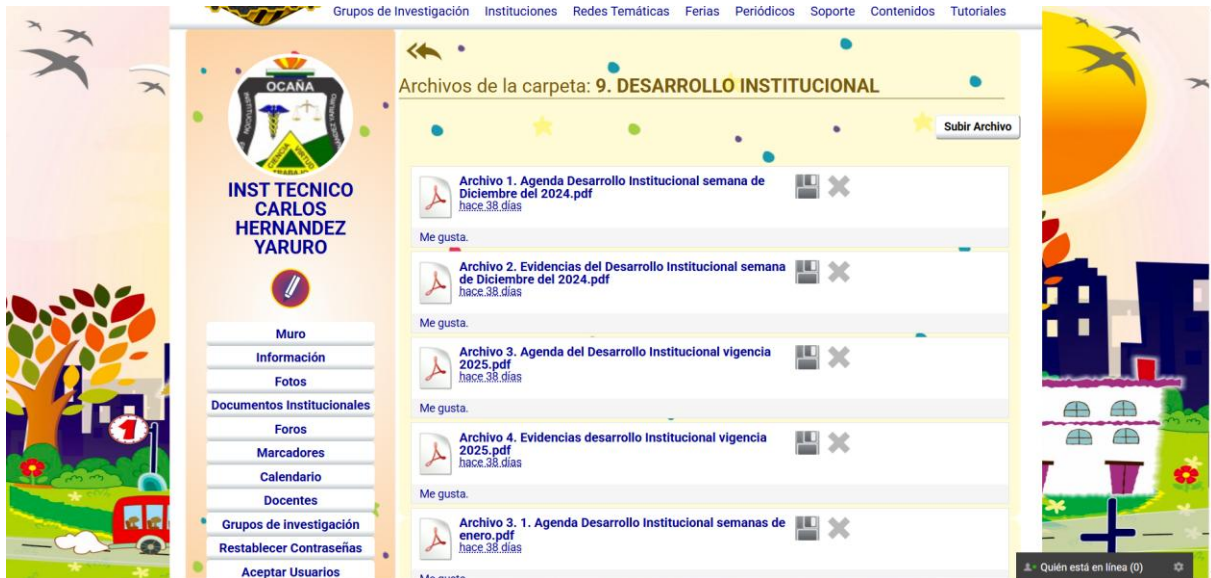 Grupos de Investigación Instituciones Redes Temáticas Ferias Periódicos Soporte Contenidos Tutoriales
OCAÑA
INSTITUCIÓN
CIENCIA
VIRTUD
TRABAJO
INST TECNICO
CARLOS
HERNANDEZ
YARURO
Muro
Información
Fotos
Documentos Institucionales
Foros
Marcadores
Calendario
Docentes
Grupos de investigación
Restablecer Contraseñas
Aceptar Usuarios
Archivos de la carpeta: 9. DESARROLLO INSTITUCIONAL
Subir Archivo
Archivo 1. Agenda Desarrollo Institucional semana de
Diciembre del 2024.pdf
hace 38 días
Me gusta.
Archivo 2. Evidencias del Desarrollo Institucional semana
de Diciembre del 2024.pdf
hace 38 días
Me gusta.
Archivo 3. Agenda del Desarrollo Institucional vigencia
2025.pdf
hace 38 días
Me gusta.
Archivo 4. Evidencias desarrollo Institucional vigencia
2025.pdf
hace 38 días
Me gusta.
Archivo 3. 1. Agenda Desarrollo Institucional semanas de
enero.pdf
hace 38 días
Me gusta.
Quién está en línea (0)